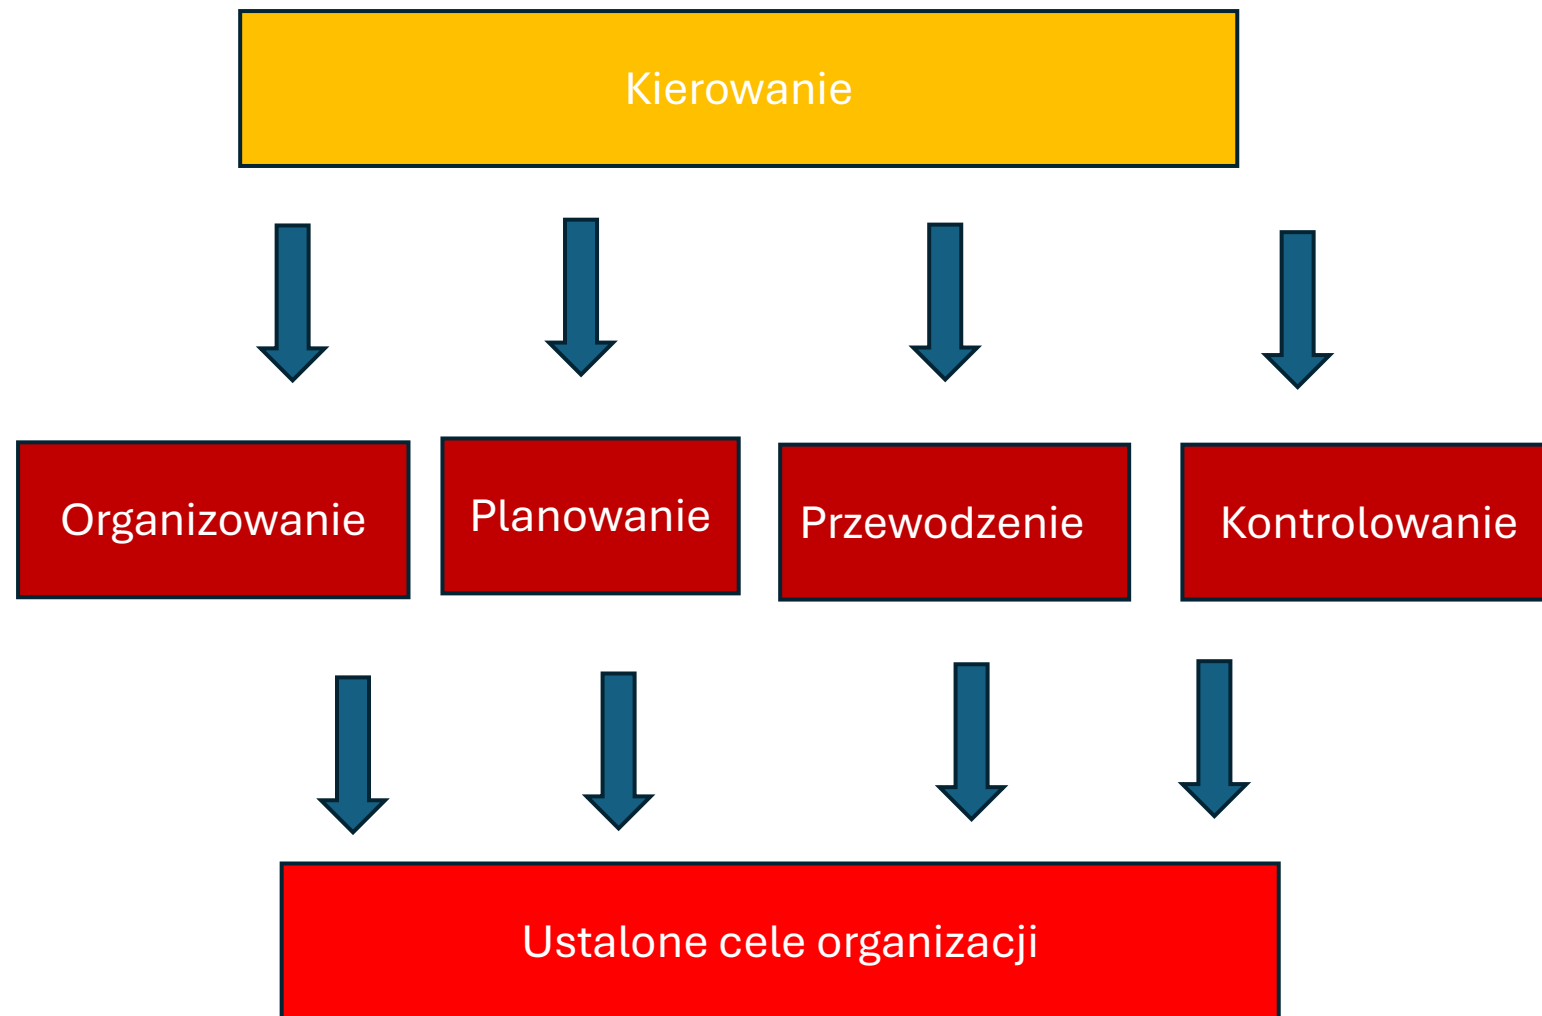 Kierowanie
Organizowanie
Planowanie
Przewodzenie
Kontrolowanie
Ustalone cele organizacji